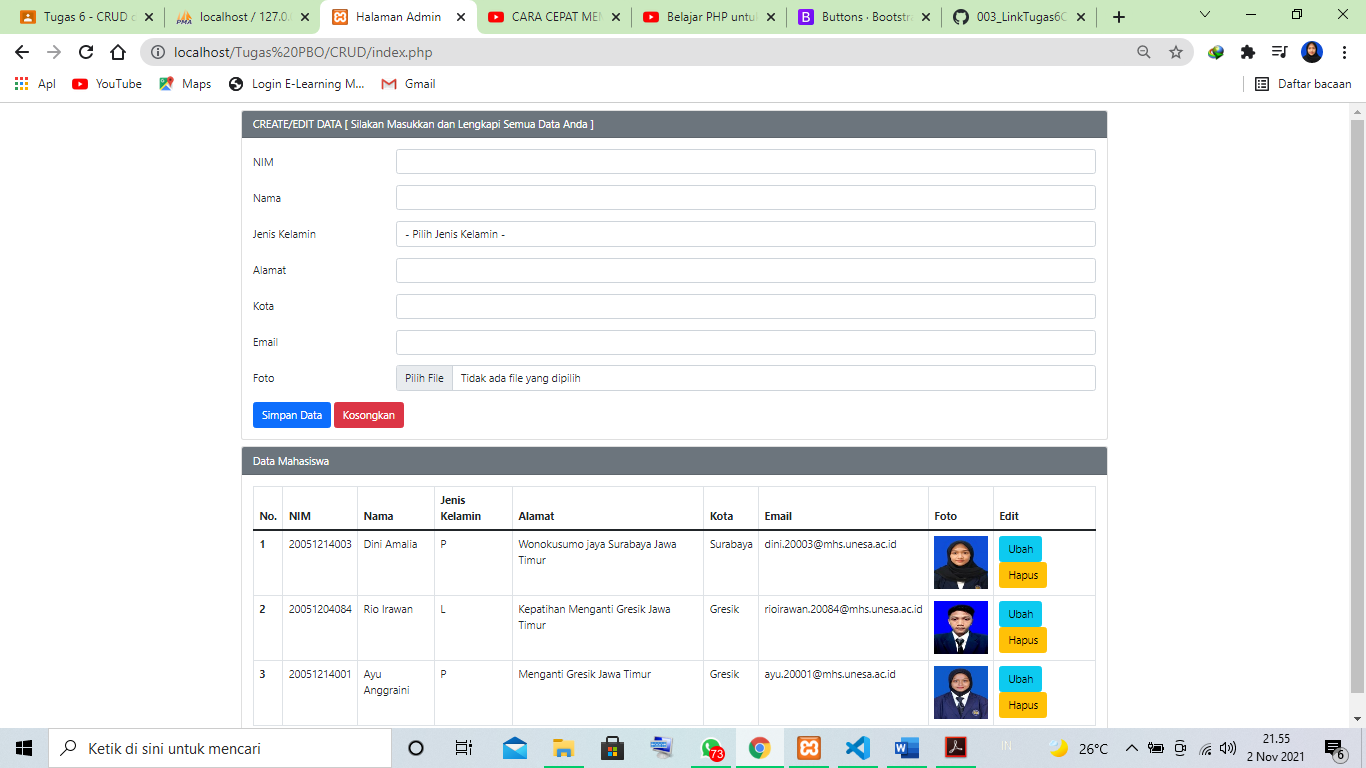 Tugas 6 - CRUD
localhost / 127.0.
Halaman Admin
CARA CEPAT MEN
Belajar PHP untuk
Buttons · Bootstr
003_LinkTugas6
localhost/Tugas%20PBO/CRUD/index.php
Apl YouTube Maps Login E-Learning M... Gmail Daftar bacaan
CREATE/EDIT DATA [ Silakan Masukkan dan Lengkapi Semua Data Anda ]
NIM
Nama
Jenis Kelamin - Pilih Jenis Kelamin -
Alamat
Kota
Email
Foto Pilih File Tidak ada file yang dipilih
Simpan Data Kosongkan
Data Mahasiswa
No. NIM Nama Jenis Kelamin Alamat Kota Email Foto Edit
1 20051214003 Dini Amalia P Wonokusumo jaya Surabaya Jawa Timur Surabaya dini.20003@mhs.unesa.ac.id Ubah
Hapus
2 20051204084 Rio Irawan L Kepatihan Menganti Gresik Jawa Timur Gresik rioirawan.20084@mhs.unesa.ac.id Ubah
Hapus
3 20051214001 Ayu Anggraini P Menganti Gresik Jawa Timur Gresik ayu.20001@mhs.unesa.ac.id Ubah
Hapus
Ketik di sini untuk mencari 73 IN 26°C 21.55
2 Nov 2021 6